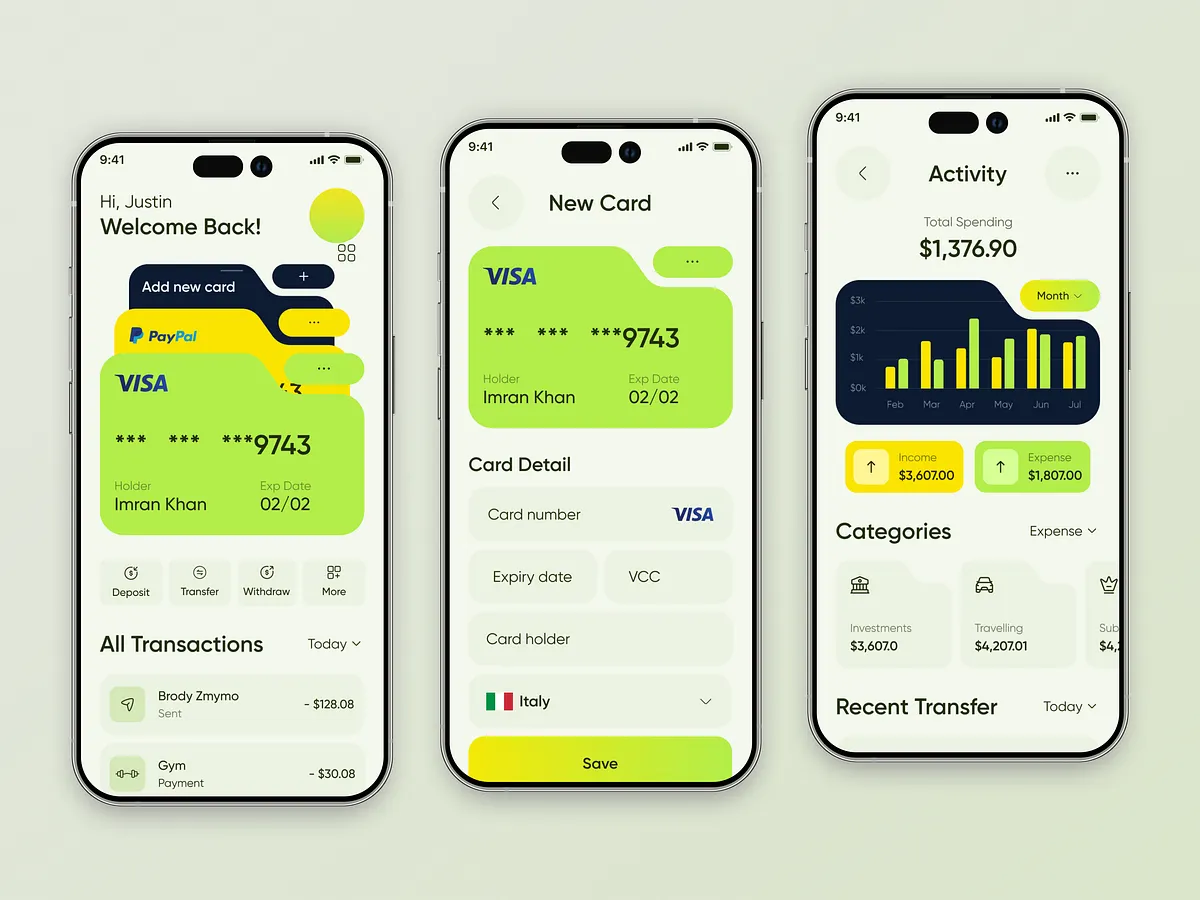 9:41
Hi, Justin
Welcome Back!
Add new card
+
...
PayPal
...
VISA
*** *** ***9743
Holder
Exp Date
Imran Khan
02/02
Deposit
Transfer
Withdraw
More
All Transactions
Today
Brody Zmymo
Sent
- $128.08
Gym
Payment
- $30.08
9:41
New Card
...
VISA
*** *** ***9743
Holder
Exp Date
Imran Khan
02/02
Card Detail
Card number
VISA
Expiry date
VCC
Card holder
Italy
Save
9:41
Activity
...
Total Spending
$1,376.90
Month
$3k
$2k
$1k
$0k
Feb Mar Apr May Jun Jul
Income
$3,607.00
Expense
$1,807.00
Categories
Expense
Investments
$3,607.0
Travelling
$4,207.01
Sub
$4,2
Recent Transfer
Today